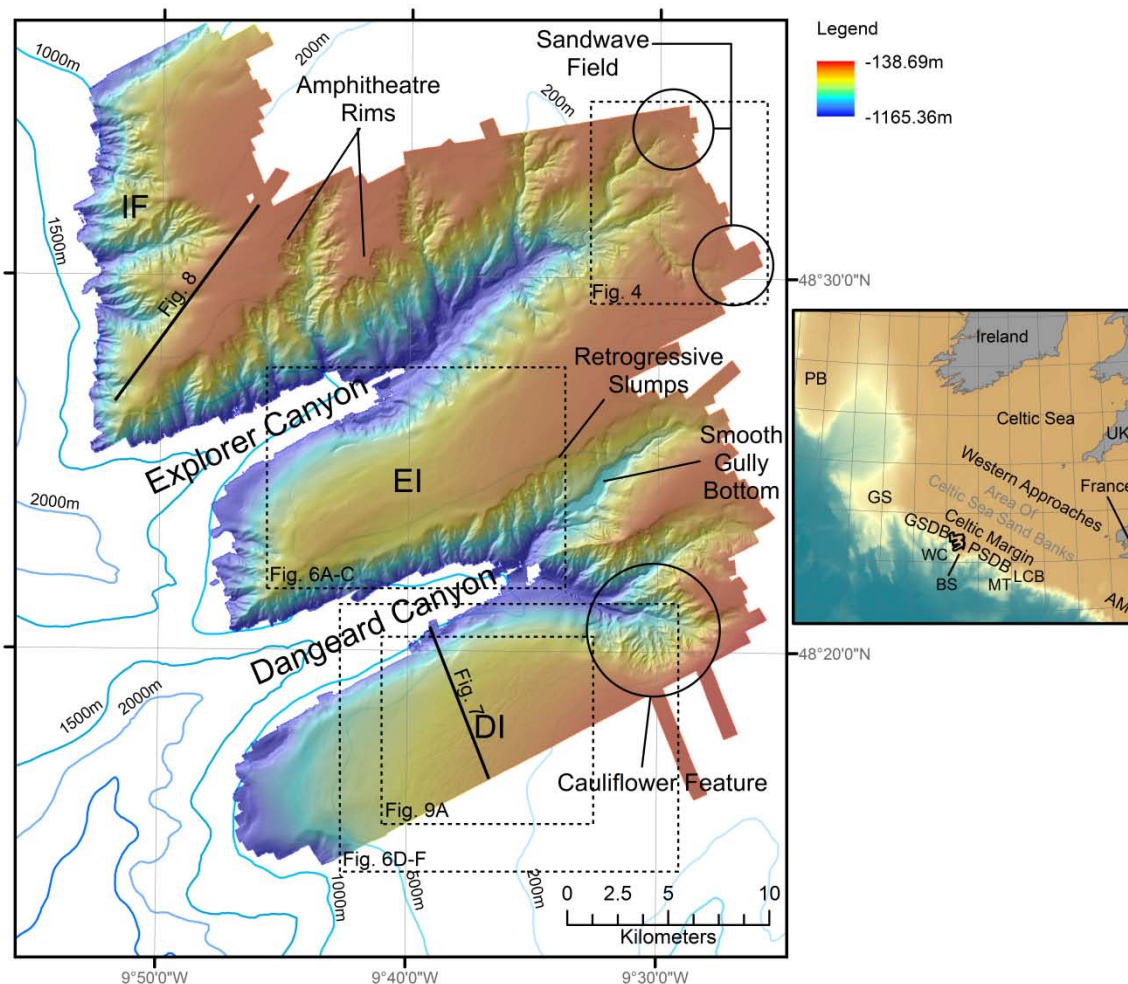 Sandwave
Field
Legend
-138.69m
-1165.36m
1000m
200m
Amphitheatre
Rims
200m
IF
1500m
Fig. 8
Fig. 4
48°30'0"N
Retrogressive
Slumps
Explorer Canyon
Smooth
Gully
Bottom
2000m
EI
Fig. 6A-C
Dangeard Canyon
48°20'0"N
1500m
2000m
Fig. 7
DI
Cauliflower Feature
Fig. 9A
Fig. 6D-F
1000m
500m
200m
0 2.5 5 10
Kilometers
9°50'0"W
9°40'0"W
9°30'0"W
Ireland
PB
Celtic Sea
UK
Western Approaches
France
Area Of
Celtic Sea Sand Banks
GS
Celtic Margin
GSDB
PSDB
WC
BS
MT
LCB
AM